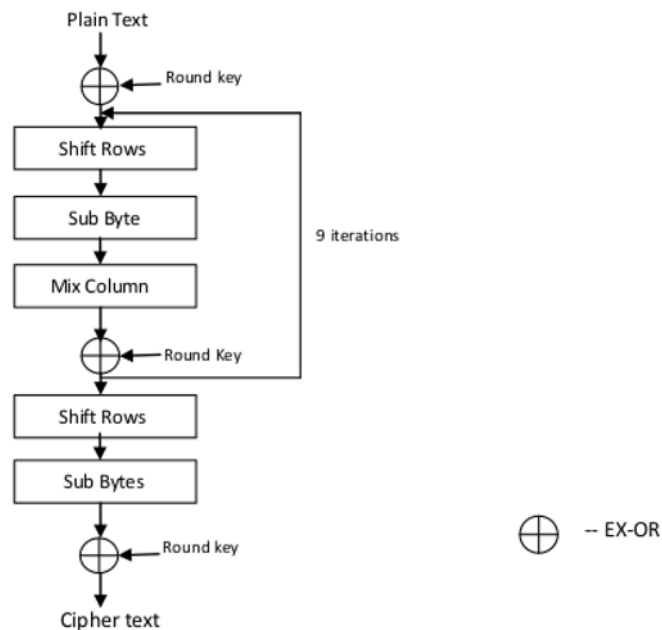 Plain Text
Round key
Shift Rows
Sub Byte
9 iterations
Mix Column
Round Key
Shift Rows
Sub Bytes
-- EX-OR
Round key
Cipher text